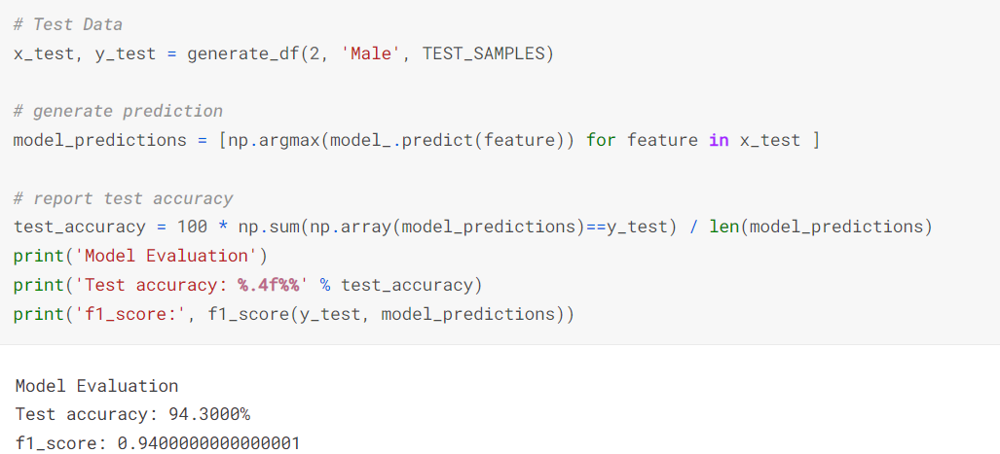 # Test Data
x_test, y_test = generate_df(2, 'Male', TEST_SAMPLES)
# generate prediction
model_predictions = [np.argmax(model_.predict(feature)) for feature in x_test ]
# report test accuracy
test_accuracy = 100 * np.sum(np.array(model_predictions)==y_test) / len(model_predictions)
print('Model Evaluation')
print('Test accuracy: %.4f%%' % test_accuracy)
print('f1_score:', f1_score(y_test, model_predictions))
Model Evaluation
Test accuracy: 94.3000%
f1_score: 0.9400000000000001